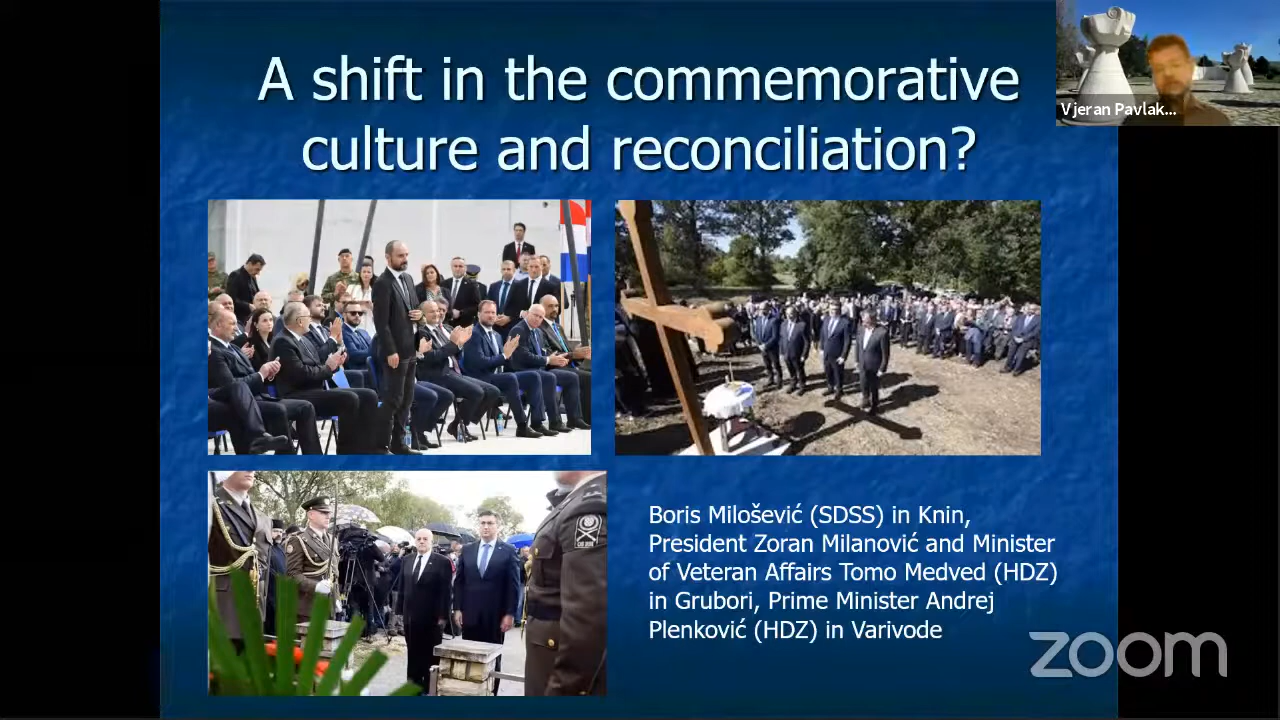 A shift in the commemorative
culture and reconciliation?
Vjeran Pavlak...
Boris Milošević (SDSS) in Knin,
President Zoran Milanović and Minister
of Veteran Affairs Tomo Medved (HDZ)
in Grubori, Prime Minister Andrej
Plenković (HDZ) in Varivode
zoom